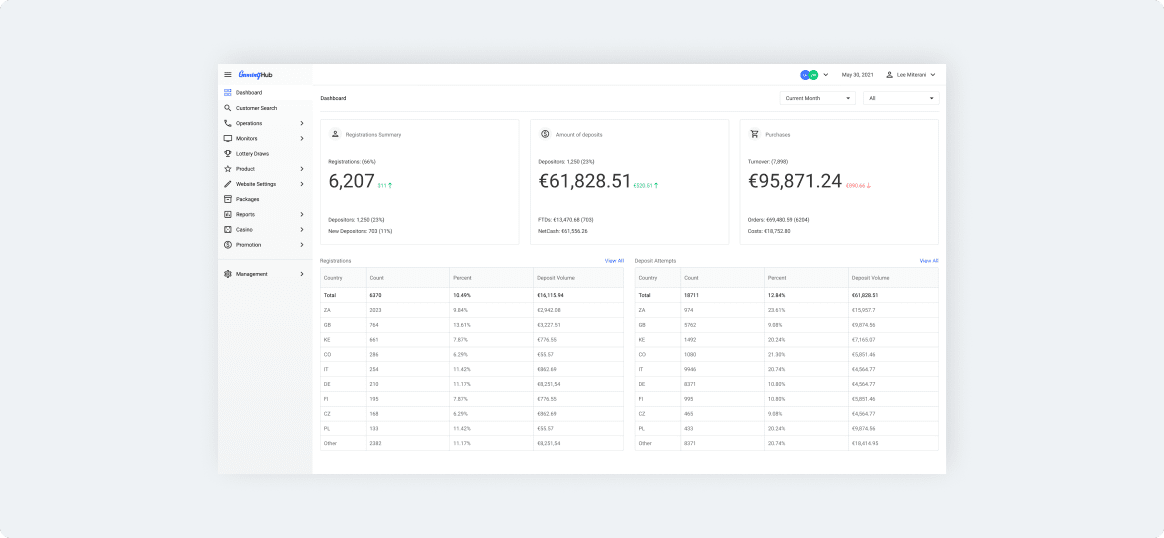 GamingHub
May 30, 2021
Lee Miterani
Dashboard
Customer Search
Operations
Monitors
Lottery Draws
Product
Website Settings
Packages
Reports
Casino
Promotion
Management
Dashboard
Current Month
All
Registrations Summary
Registrations: (66%)
6,207
Depositors: 1,250 (23%)
New Depositors: 703 (11%)
Amount of deposits
Depositors: 1,250 (23%)
€61,828.51 €520.51
FTDs: €13,470.68 (703)
NetCash: €61,556.26
Purchases
Turnover: (7,898)
€95,871.24
Orders: €69,480.59 (6204)
Costs: €18,752.80
Registrations View All
Country Count Percent Deposit Volume
Total 6370 10.49% €16,115.94
ZA 2023 9.84% €2,942.08
GB 764 13.61% €3,227.51
KE 661 7.87% €776.55
CO 286 6.29% €55.57
IT 254 11.42% €862.69
DE 210 11.17% €8,251,54
FI 195 7.87% €776.55
CZ 168 6.29% €862.69
PL 133 11.42% €55.57
Other 2382 11.17% €8,251,54
Deposit Attempts View All
Country Count Percent Deposit Volume
Total 18711 12.84% €61,828.51
ZA 974 23.61% €15,957.7
GB 5762 9.08% €9,874.56
KE 1492 20.24% €7,165.07
CO 1080 21.30% €5,851.46
IT 9946 20.74% €4,564.77
DE 8371 10.80% €4,564.77
FI 995 10.80% €5,851.46
CZ 465 9.08% €4,564.77
PL 433 20.24% €9,874.56
Other 8371 20.74% €18,414.95